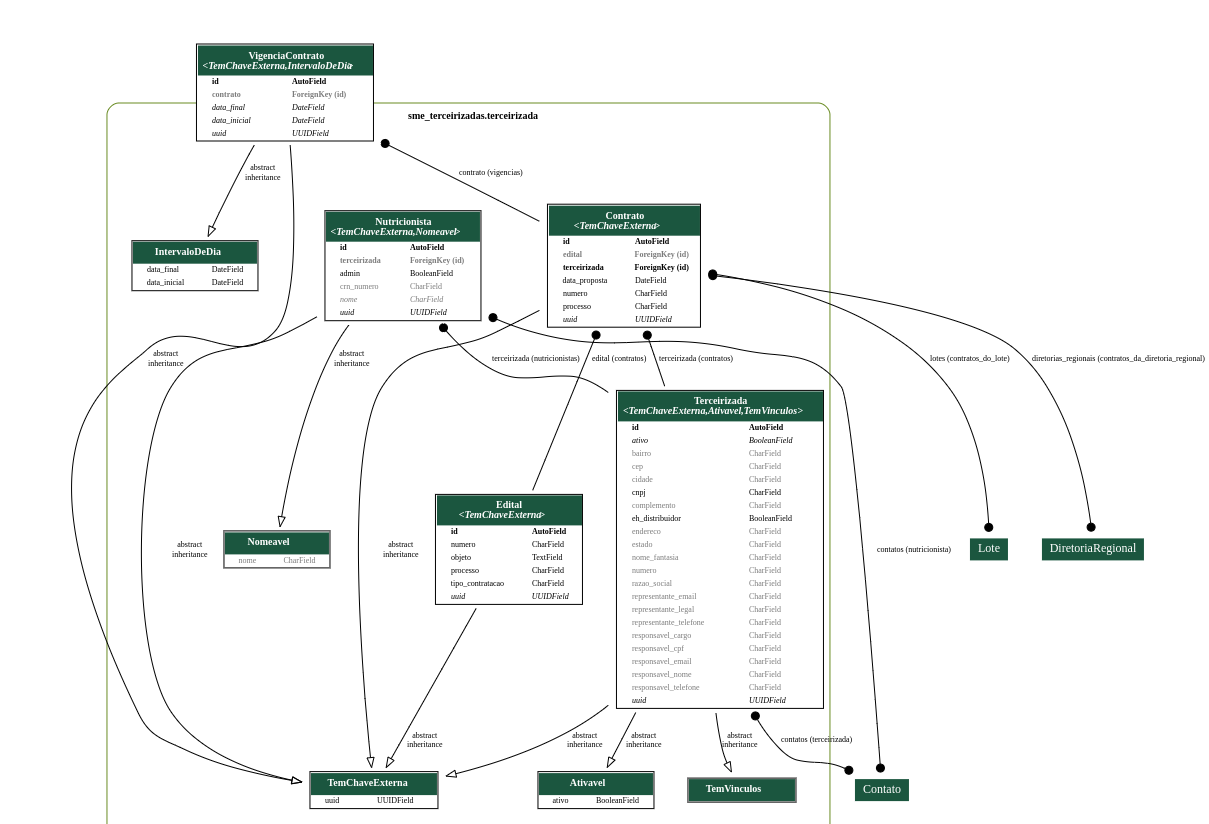 VigenciaContrato
<TemChaveExterna,IntervaloDeDia>
id AutoField
contrato ForeignKey (id)
data_final DateField
data_inicial DateField
uuid UUIDField
sme_terceirizadas.terceirizada
abstract
inheritance
contrato (vigencias)
Nutricionista
<TemChaveExterna,Nomeavel>
id AutoField
terceirizada ForeignKey (id)
admin BooleanField
crn_numero CharField
nome CharField
uuid UUIDField
Contrato
<TemChaveExterna>
id AutoField
edital ForeignKey (id)
terceirizada ForeignKey (id)
data_proposta DateField
numero CharField
processo CharField
uuid UUIDField
IntervaloDeDia
data_final DateField
data_inicial DateField
abstract
inheritance
abstract
inheritance
terceirizada (nutricionistas)
edital (contratos)
terceirizada (contratos)
lotes (contratos_do_lote)
diretorias_regionais (contratos_da_diretoria_regional)
Terceirizada
<TemChaveExterna,Ativavel,TemVinculos>
id AutoField
ativo BooleanField
bairro CharField
cep CharField
cidade CharField
cnpj CharField
complemento CharField
eh_distribuidor BooleanField
endereco CharField
estado CharField
nome_fantasia CharField
numero CharField
razao_social CharField
representante_email CharField
representante_legal CharField
representante_telefone CharField
responsavel_cargo CharField
responsavel_cpf CharField
responsavel_email CharField
responsavel_nome CharField
responsavel_telefone CharField
uuid UUIDField
Edital
<TemChaveExterna>
id AutoField
numero CharField
objeto TextField
processo CharField
tipo_contratacao CharField
uuid UUIDField
abstract
inheritance
Nomeavel
nome CharField
abstract
inheritance
contatos (nutricionista)
Lote
DiretoriaRegional
abstract
inheritance
abstract
inheritance
abstract
inheritance
abstract
inheritance
contatos (terceirizada)
TemChaveExterna
uuid UUIDField
Ativavel
ativo BooleanField
TemVinculos
Contato